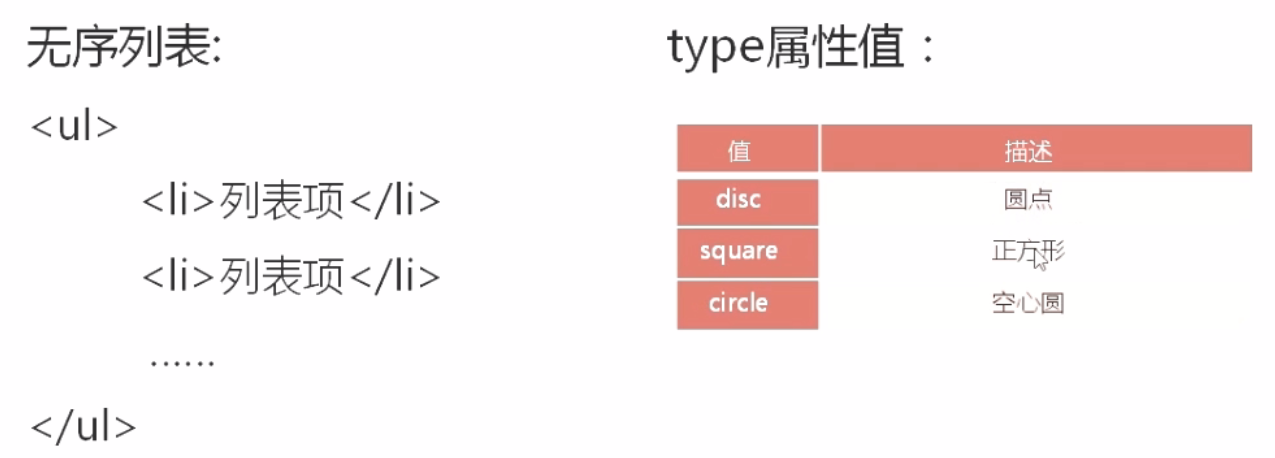 无序列表:
<ul>
<li>列表项</li>
<li>列表项</li>
......
</ul>
type属性值：
值 描述
disc 圆点
square 正方形
circle 空心圆